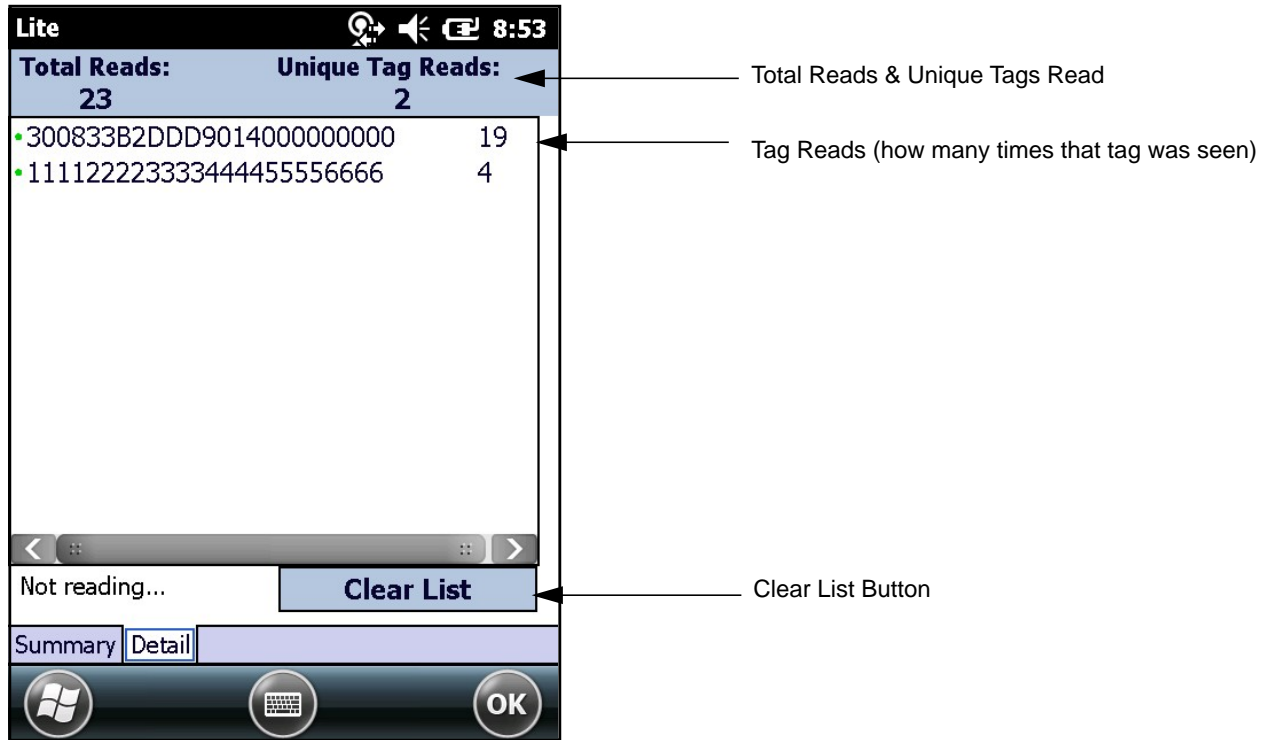 Lite 8:53
Total Reads: Unique Tag Reads:
23 2
Total Reads & Unique Tags Read
300833B2DDD9014000000000 19
Tag Reads (how many times that tag was seen)
111122223333444455556666 4
Not reading... Clear List
Clear List Button
Summary Detail
OK